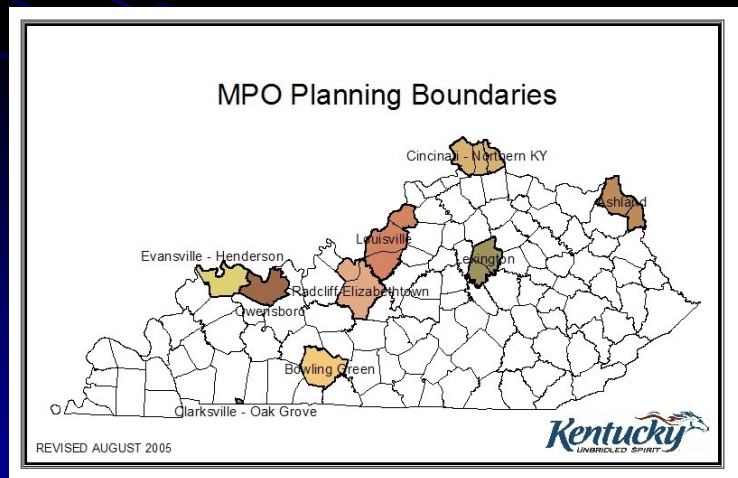 MPO Planning Boundaries
Cincinati - Northern KY
Ashland
Louisville
Lexington
Evansville - Henderson
Radcliff-Elizabethtown
Owensboro
Bowling Green
Clarksville - Oak Grove
REVISED AUGUST 2005
Kentucky
UNBRIDLED SPIRIT